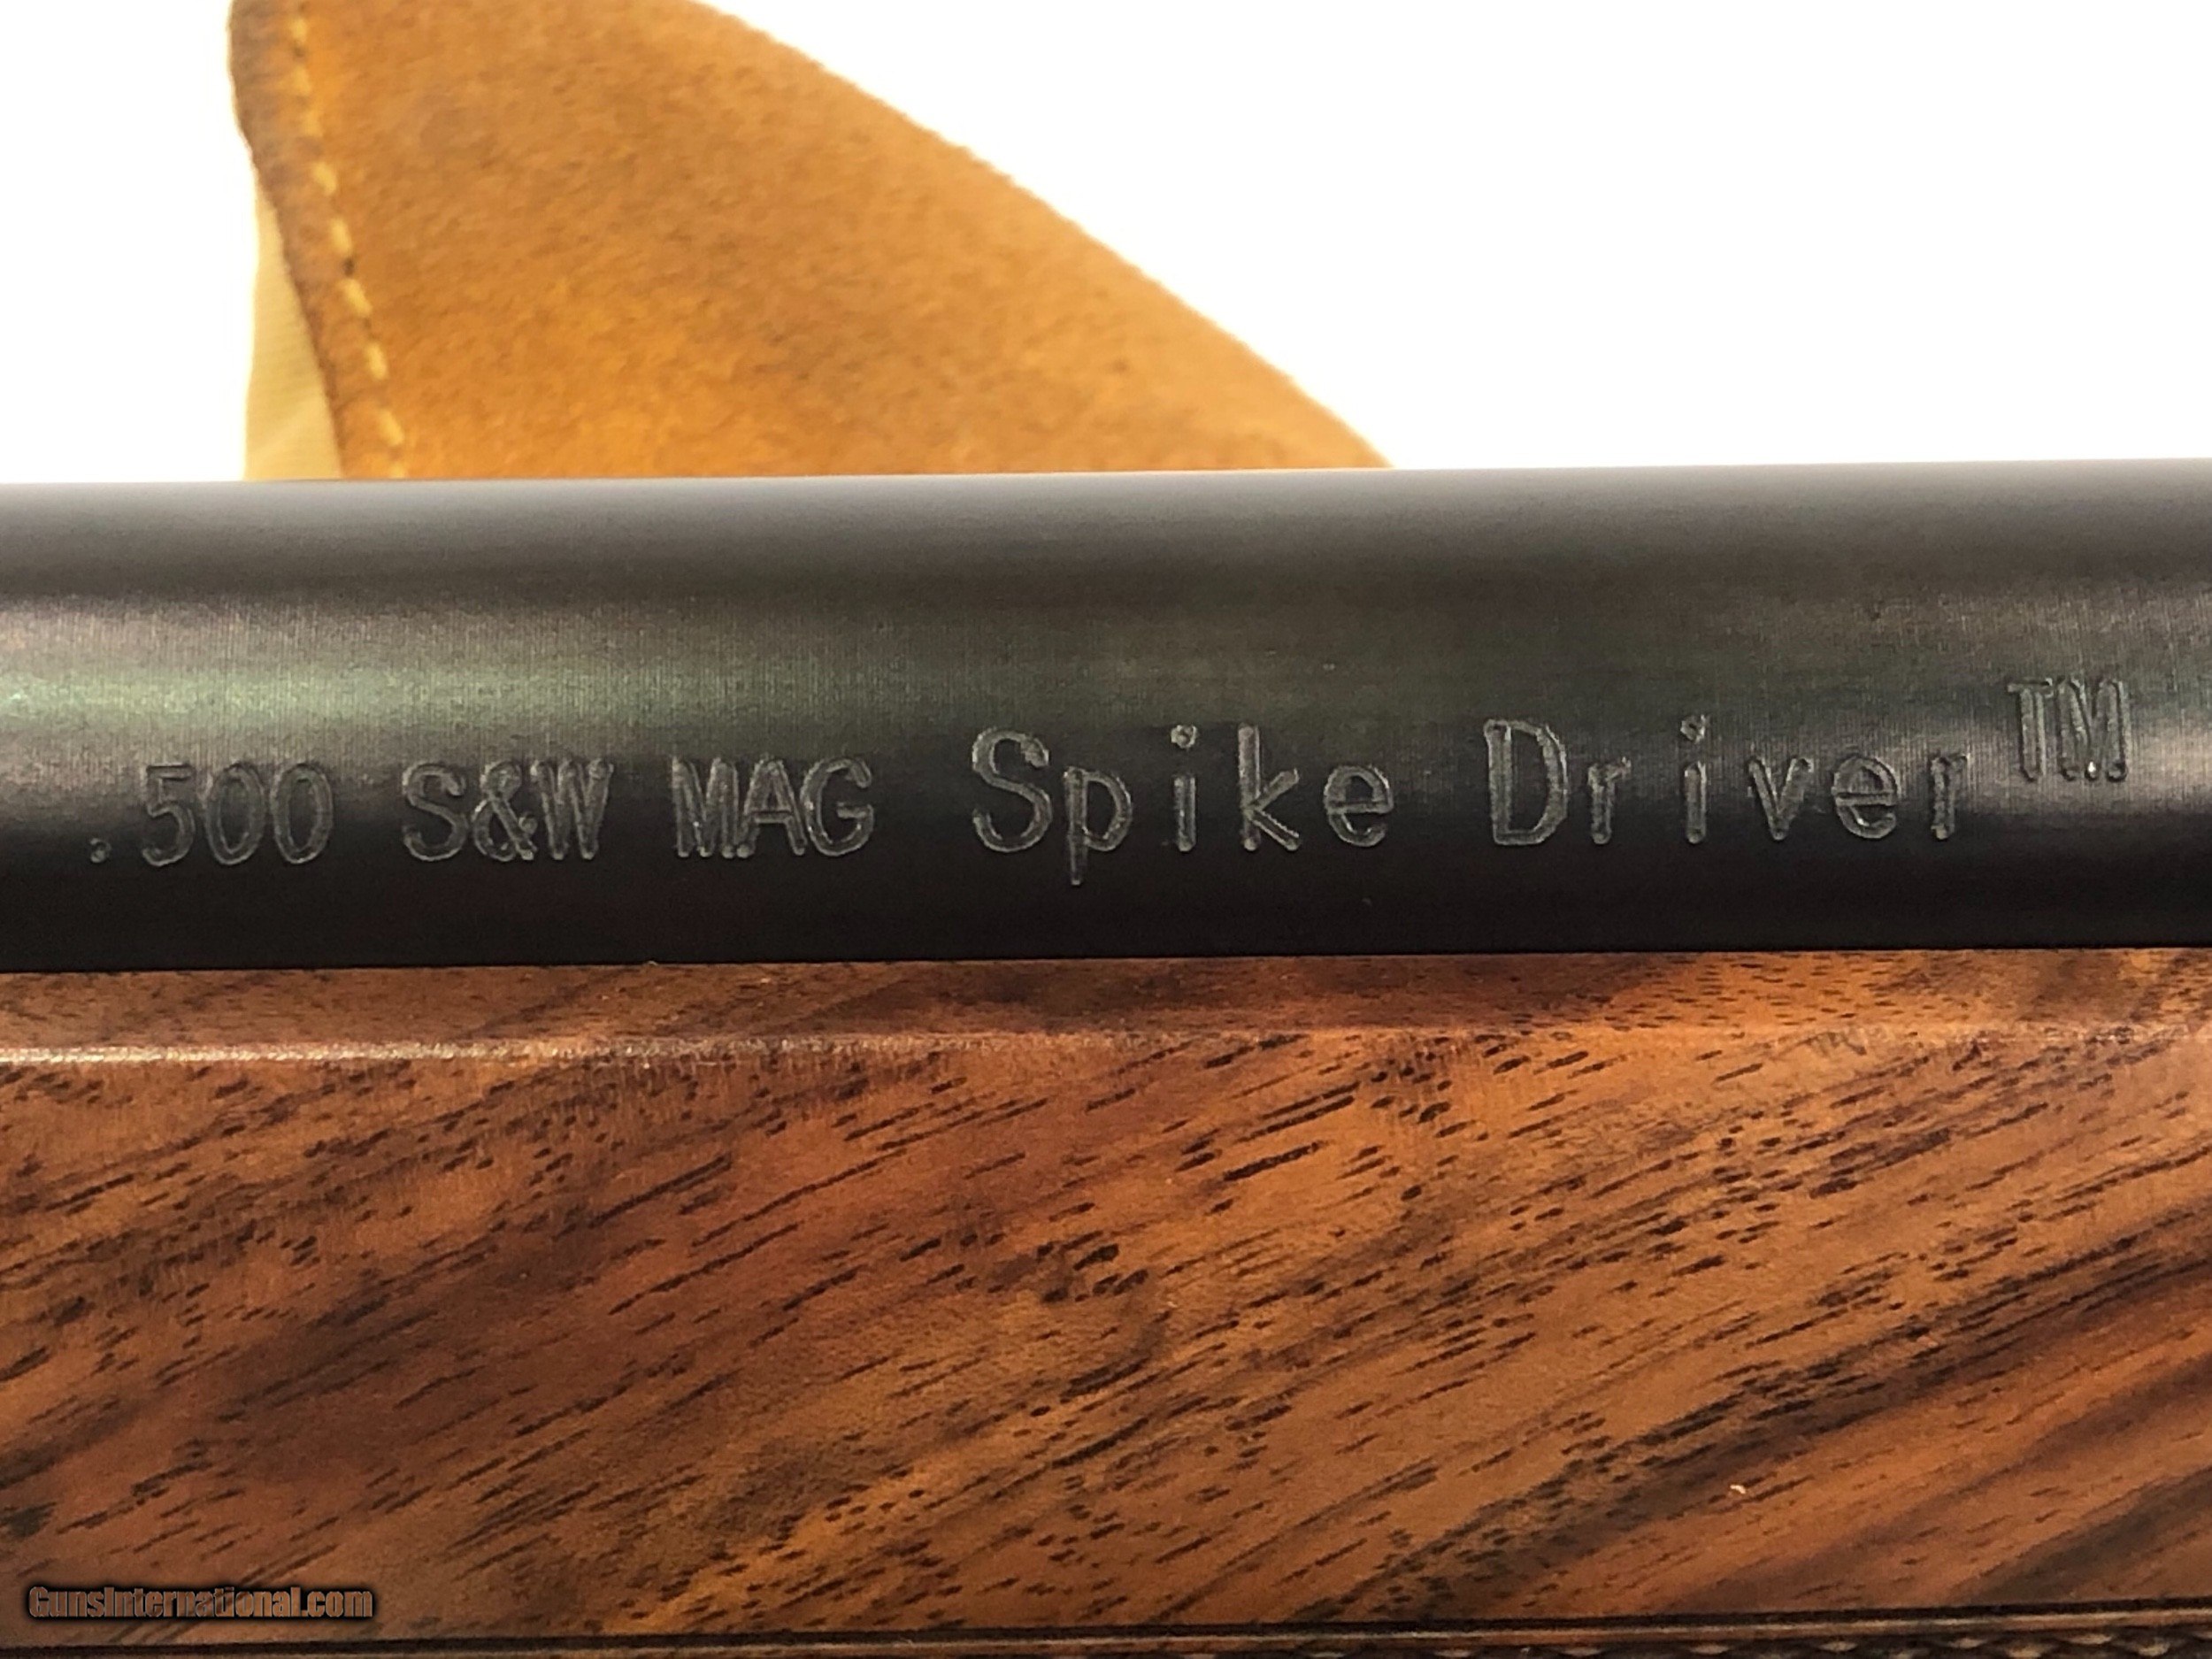 .500 S&W MAG Spike Driver™
GunsInternational.com